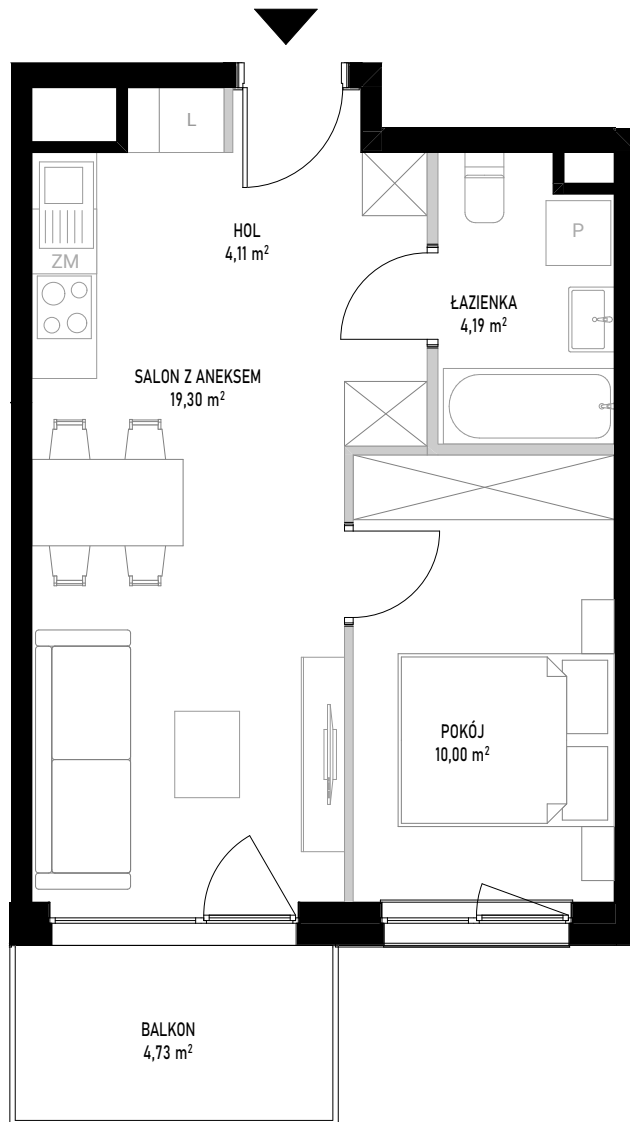 L
HOL
4,11 m²
P
ZM
ŁAZIENKA
4,19 m²
SALON Z ANEKSEM
19,30 m²
POKÓJ
10,00 m²
BALKON
4,73 m²